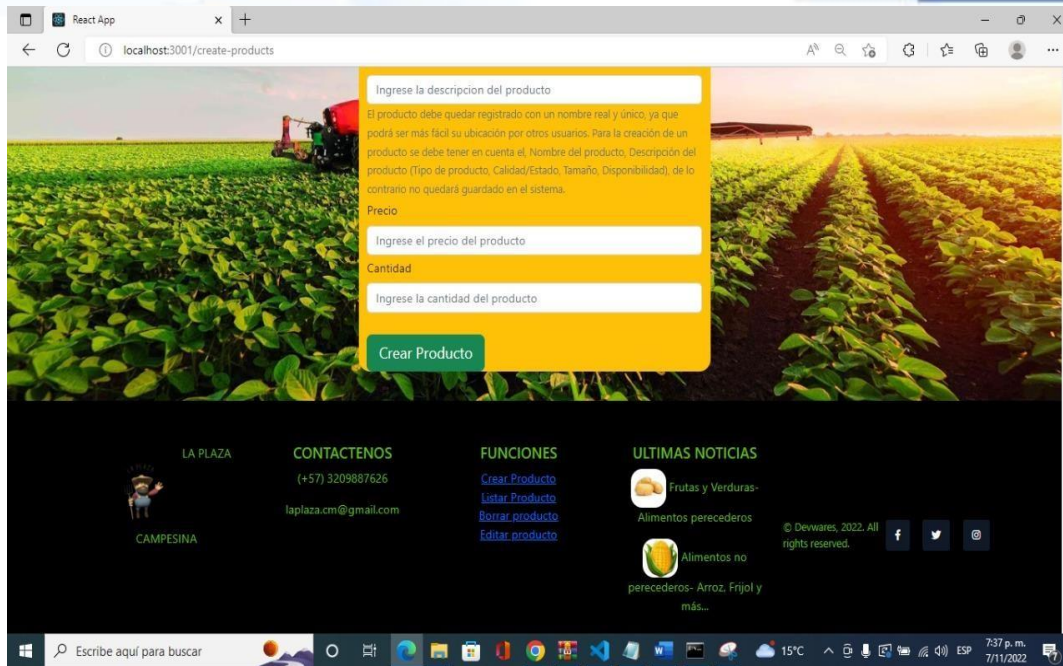 React App
localhost:3001/create-products
Ingrese la descripcion del producto
El producto debe quedar registrado con un nombre real y único, ya que
podrá ser más fácil su ubicación por otros usuarios. Para la creación de un
producto se debe tener en cuenta el, Nombre del producto, Descripción del
producto (Tipo de producto, Calidad/Estado, Tamaño, Disponibilidad), de lo
contrario no quedará guardado en el sistema.
Precio
Ingrese el precio del producto
Cantidad
Ingrese la cantidad del producto
Crear Producto
LA PLAZA
CAMPESINA
CONTACTENOS
(+57) 3209887626
laplaza.cm@gmail.com
FUNCIONES
Crear Producto
Listar Producto
Borrar producto
Editar producto
ULTIMAS NOTICIAS
Frutas y Verduras-
Alimentos perecederos
Alimentos no
perecederos- Arroz, Frijol y
más...
© Devwares, 2022. All
rights reserved.
Escribe aquí para buscar
15°C
ESP
7:37 p. m.
7/11/2022